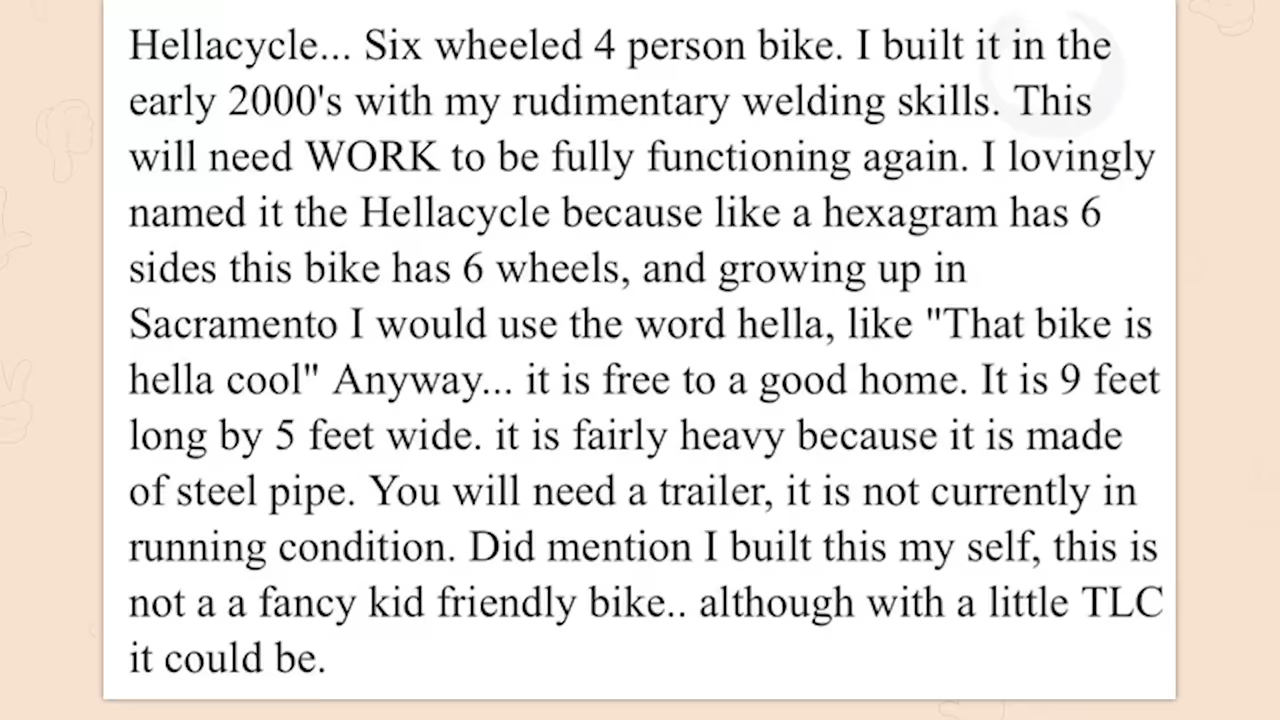 Hellacycle... Six wheeled 4 person bike. I built it in the
early 2000's with my rudimentary welding skills. This
will need WORK to be fully functioning again. I lovingly
named it the Hellacycle because like a hexagram has 6
sides this bike has 6 wheels, and growing up in
Sacramento I would use the word hella, like "That bike is
hella cool" Anyway... it is free to a good home. It is 9 feet
long by 5 feet wide. it is fairly heavy because it is made
of steel pipe. You will need a trailer, it is not currently in
running condition. Did mention I built this my self, this is
not a a fancy kid friendly bike.. although with a little TLC
it could be.